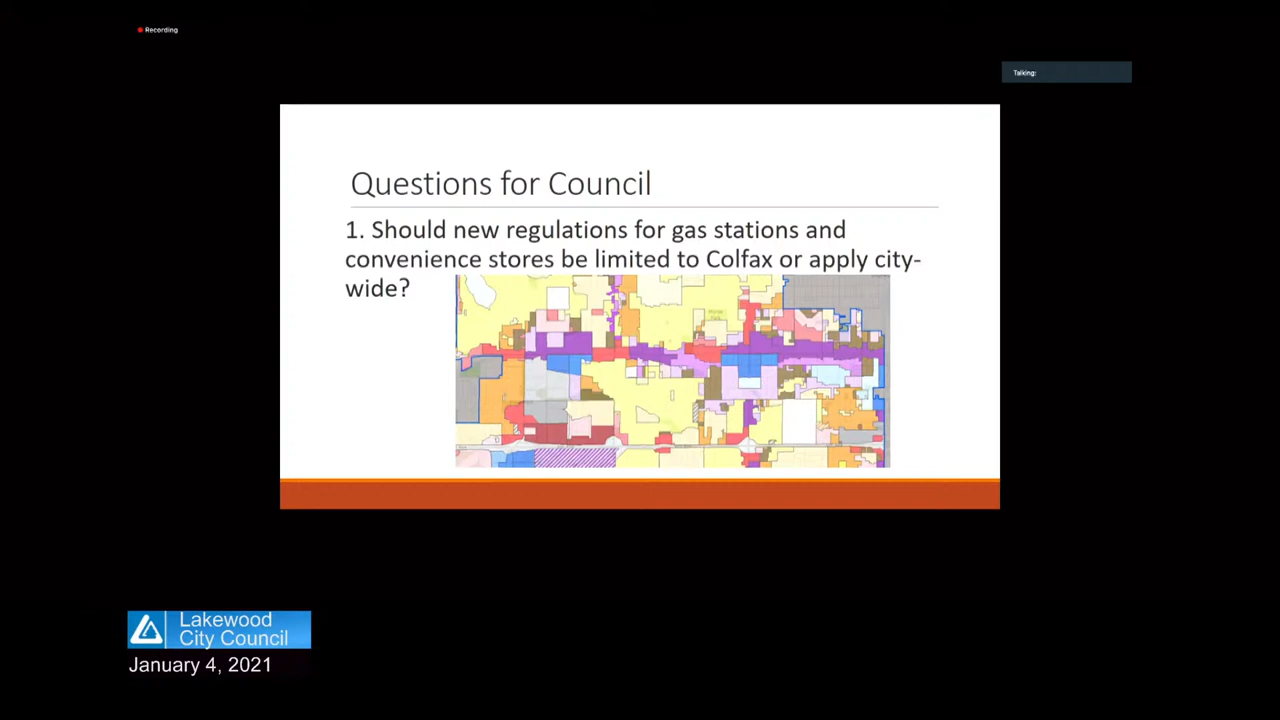 Recording
Talking:
Questions for Council
1. Should new regulations for gas stations and
convenience stores be limited to Colfax or apply city-
wide?
Lakewood
City Council
January 4, 2021